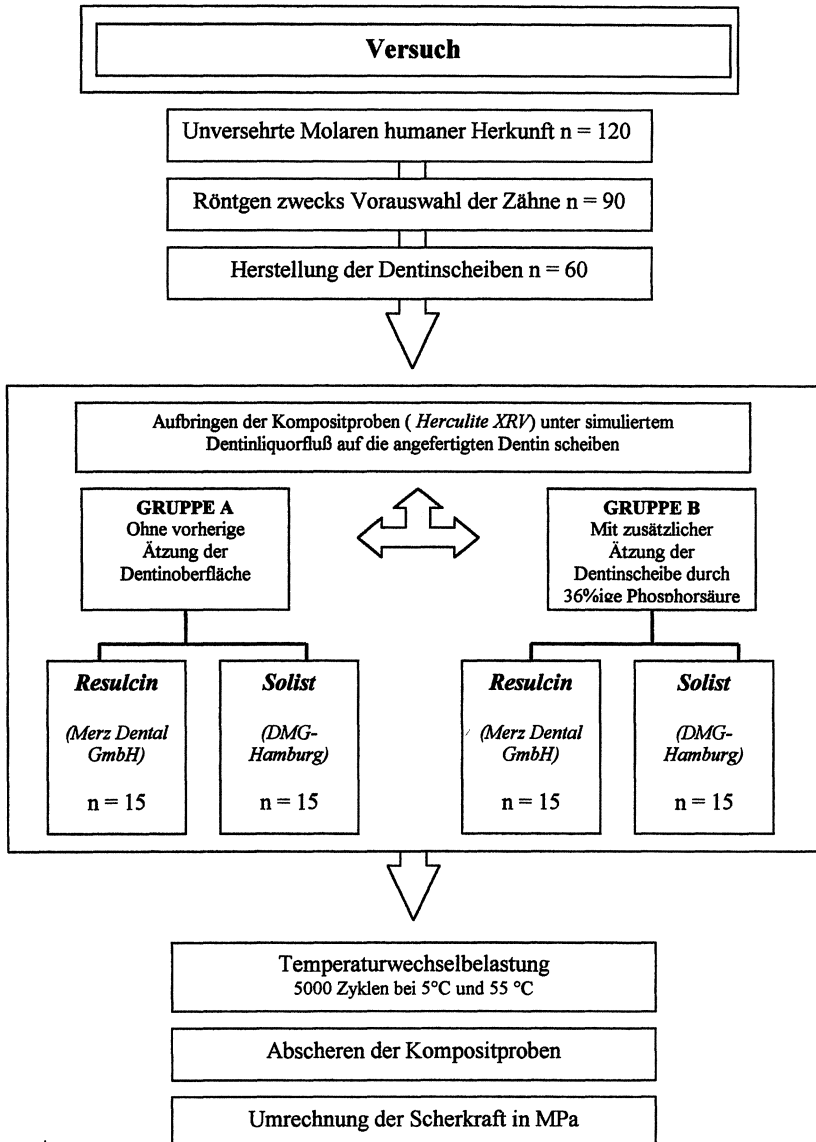 Versuch
Unversehrte Molaren humaner Herkunft n = 120
Röntgen zwecks Vorauswahl der Zähne n = 90
Herstellung der Dentinscheiben n = 60
Aufbringen der Kompositproben ( Herculite XRV) unter simuliertem
Dentinliquorfluß auf die angefertigten Dentin scheiben
GRUPPE A
Ohne vorherige
Ätzung der
Dentinoberfläche
GRUPPE B
Mit zusätzlicher
Ätzung der
Dentinscheibe durch
36%ige Phosphorsäure
Resulcin
(Merz Dental
GmbH)
n = 15
Solist
(DMG-
Hamburg)
n = 15
Resulcin
(Merz Dental
GmbH)
n = 15
Solist
(DMG-
Hamburg)
n = 15
Temperaturwechselbelastung
5000 Zyklen bei 5°C und 55 °C
Abscheren der Kompositproben
Umrechnung der Scherkraft in MPa